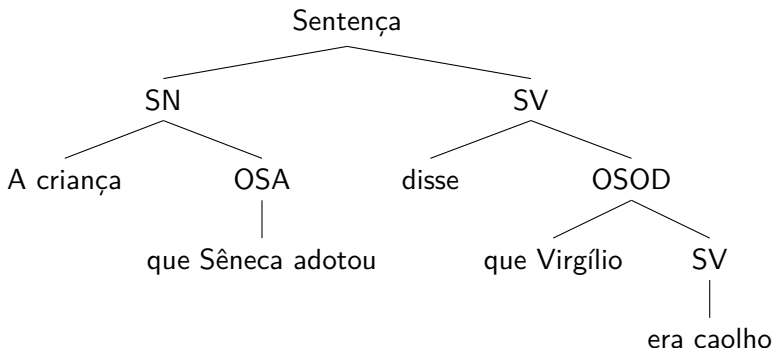 Sentença
SN SV
A criança OSA disse OSOD
que Sêneca adotou que Virgílio SV
era caolho